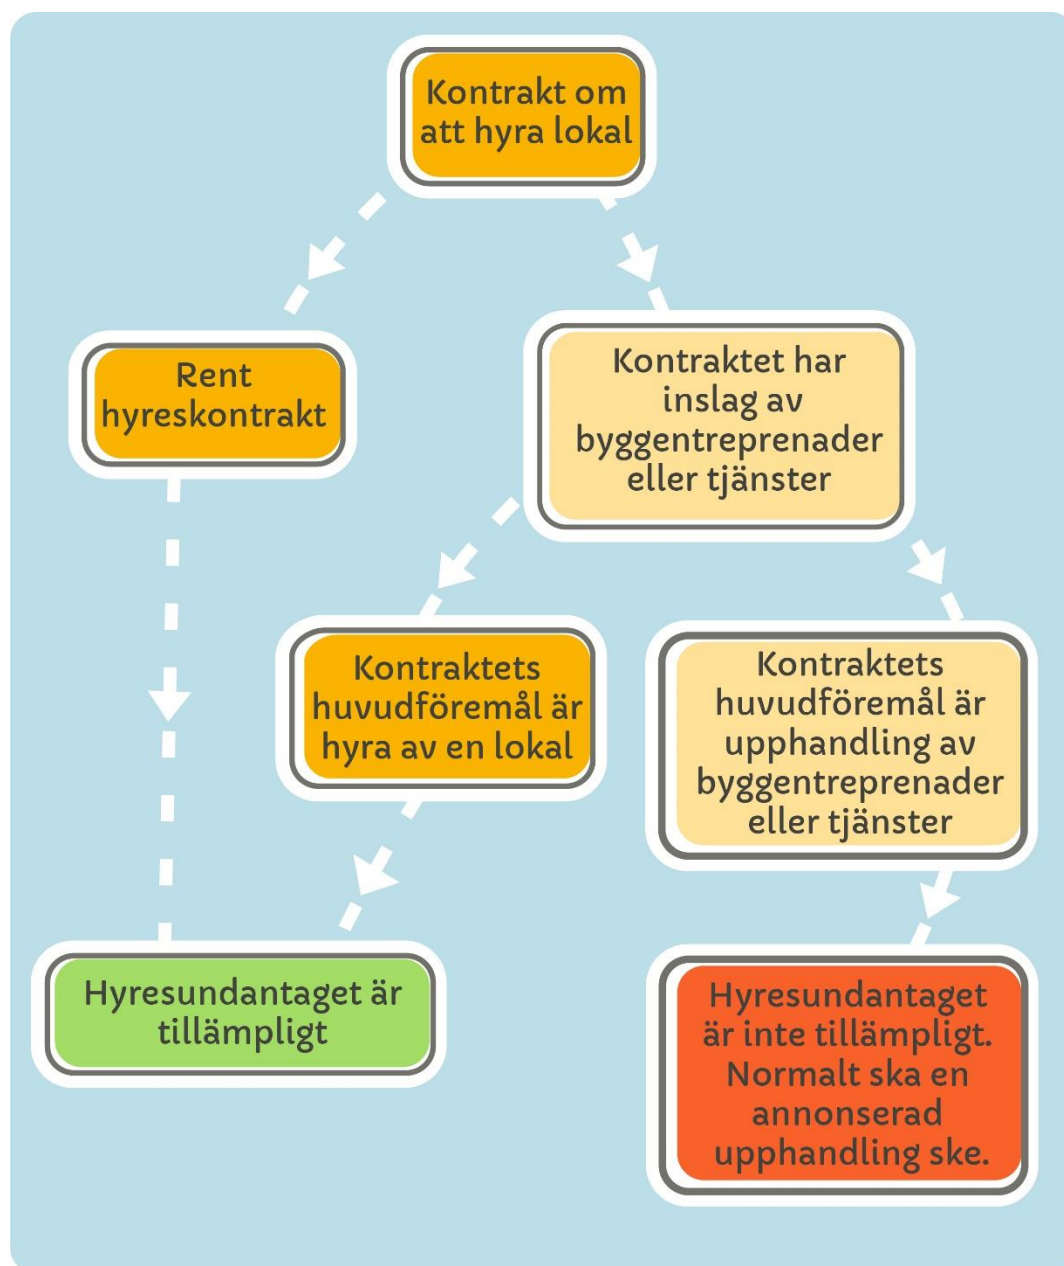 Kontrakt om
att hyra lokal
Rent
hyreskontrakt
Kontraktet har
inslag av
byggentreprenader
eller tjänster
Kontraktets
huvudföremål är
hyra av en lokal
Kontraktets
huvudföremål är
upphandling av
byggentreprenader
eller tjänster
Hyresundantaget är
tillämpligt
Hyresundantaget
är inte tillämpligt.
Normalt ska en
annonserad
upphandling ske.